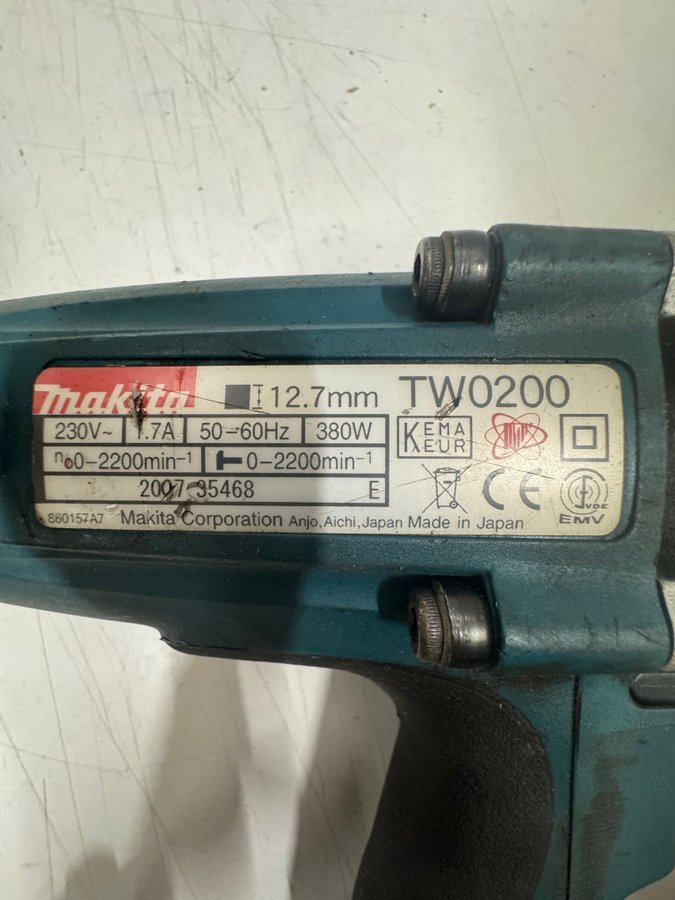 makita 12.7mm TW0200
230V~ 1.7A 50-60Hz 380W KEMA KEUR
n₀0-2200min⁻¹ 0-2200min⁻¹
2007 35468 E CE VDE
EMV
860157A7 Makita Corporation Anjo, Aichi, Japan Made in Japan